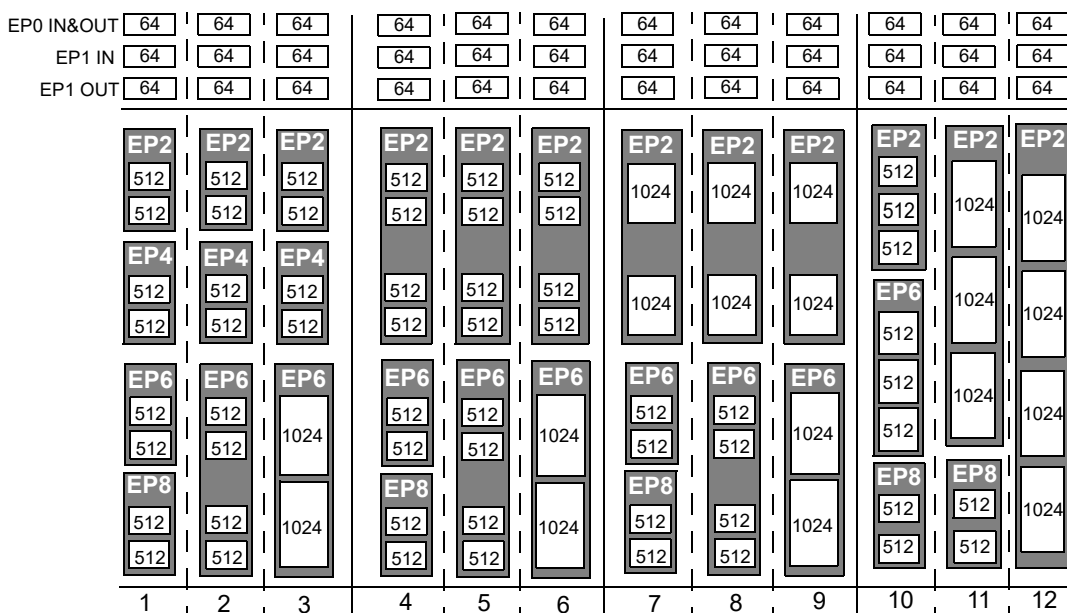 EP0 IN&OUT 64 64 64 64 64 64 64 64 64 64 64 64
EP1 IN 64 64 64 64 64 64 64 64 64 64 64 64
EP1 OUT 64 64 64 64 64 64 64 64 64 64 64 64
EP2 EP2 EP2 EP2 EP2 EP2 EP2 EP2 EP2 EP2 EP2 EP2
512 512 512 512 512 512 1024 1024 1024 512 1024 1024
512 512 512 512 512 512 512
EP4 EP4 EP4 512
512 512 512 512 512 512 1024 1024 1024 EP6 1024 1024
512 512 512 512 512 512 512
EP6 EP6 EP6 EP6 EP6 EP6 EP6 EP6 EP6 512 1024 1024
512 512 1024 512 512 1024 512 512 1024 512
512 512 512 512 512 512
EP8 EP8 EP8 EP8 EP8
512 512 1024 512 512 1024 512 512 1024 512 512 1024
512 512 512 512 512 512 512 512
1 2 3 4 5 6 7 8 9 10 11 12